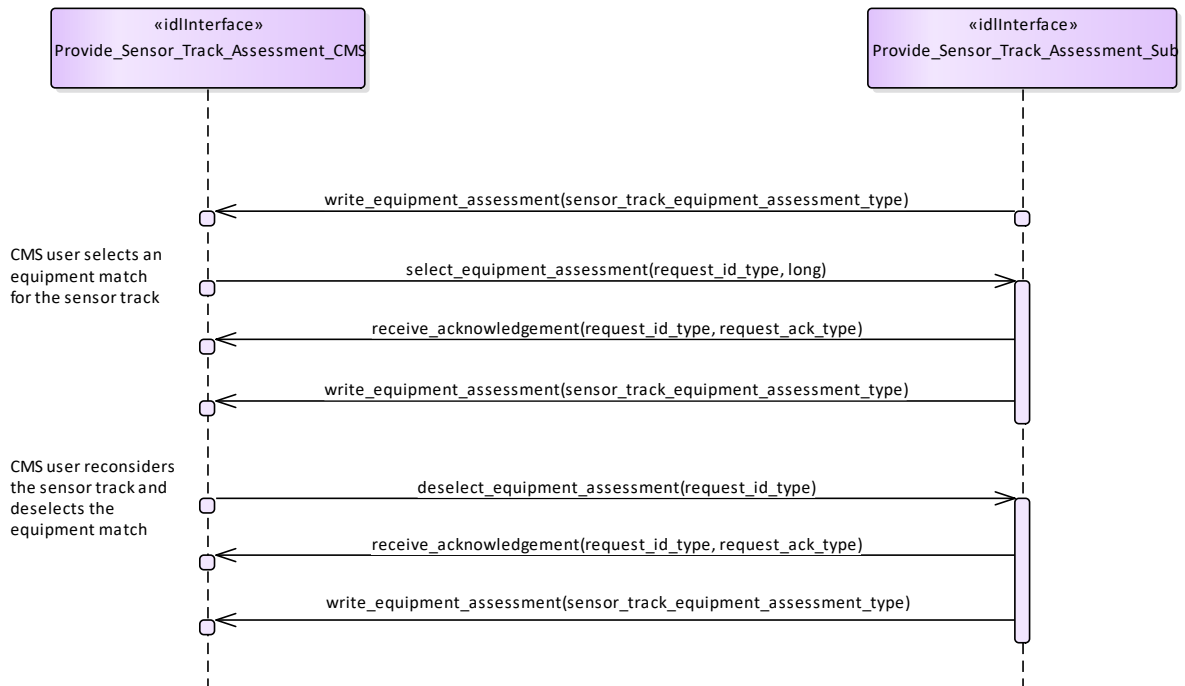 «idlInterface»
Provide_Sensor_Track_Assessment_CMS
«idlInterface»
Provide_Sensor_Track_Assessment_Sub
write_equipment_assessment(sensor_track_equipment_assessment_type)
CMS user selects an
equipment match
for the sensor track
select_equipment_assessment(request_id_type, long)
receive_acknowledgement(request_id_type, request_ack_type)
write_equipment_assessment(sensor_track_equipment_assessment_type)
CMS user reconsiders
the sensor track and
deselects the
equipment match
deselect_equipment_assessment(request_id_type)
receive_acknowledgement(request_id_type, request_ack_type)
write_equipment_assessment(sensor_track_equipment_assessment_type)